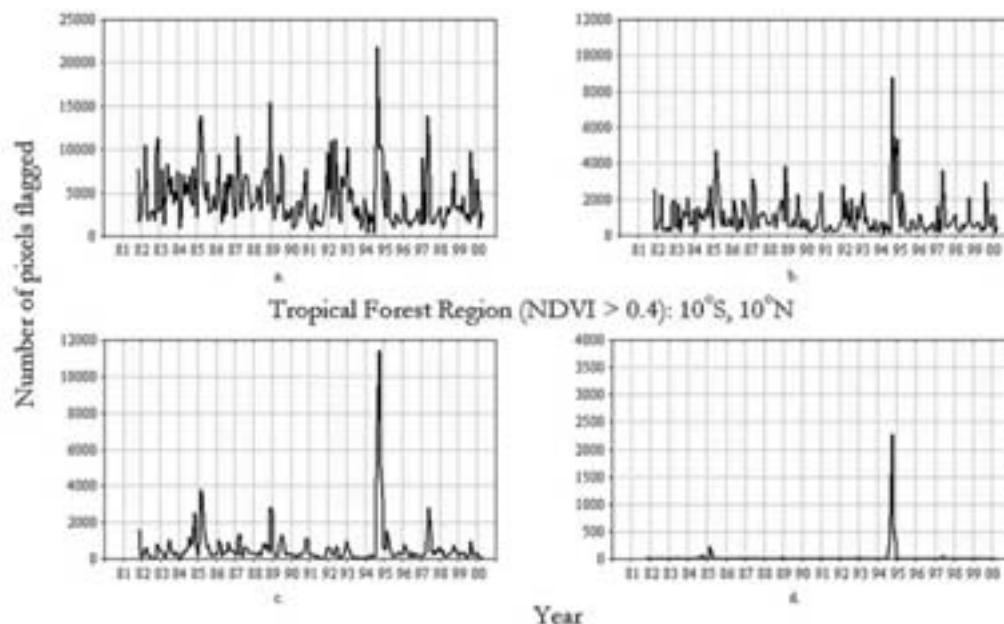 25000
20000
15000
10000
5000
0
81 82 83 84 85 86 87 88 89 90 91 92 93 94 95 96 97 98 99 00
a.
12000
10000
8000
6000
4000
2000
0
81 82 83 84 85 86 87 88 89 90 91 92 93 94 95 96 97 98 99 00
b.
Number of pixels flagged
Tropical Forest Region (NDVI > 0.4): 10°S, 10°N
12000
10000
8000
6000
4000
2000
0
81 82 83 84 85 86 87 88 89 90 91 92 93 94 95 96 97 98 99 00
c.
4000
3500
3000
2500
2000
1500
1000
500
0
81 82 83 84 85 86 87 88 89 90 91 92 93 94 95 96 97 98 99 00
d.
Year